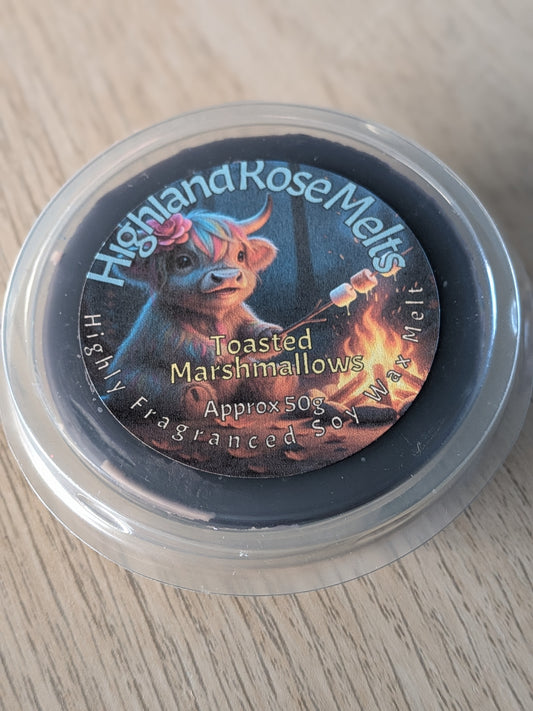 Highland Rose Melts
Toasted
Marshmallows
Approx 50g
Highly Fragranced Soy Wax Melt